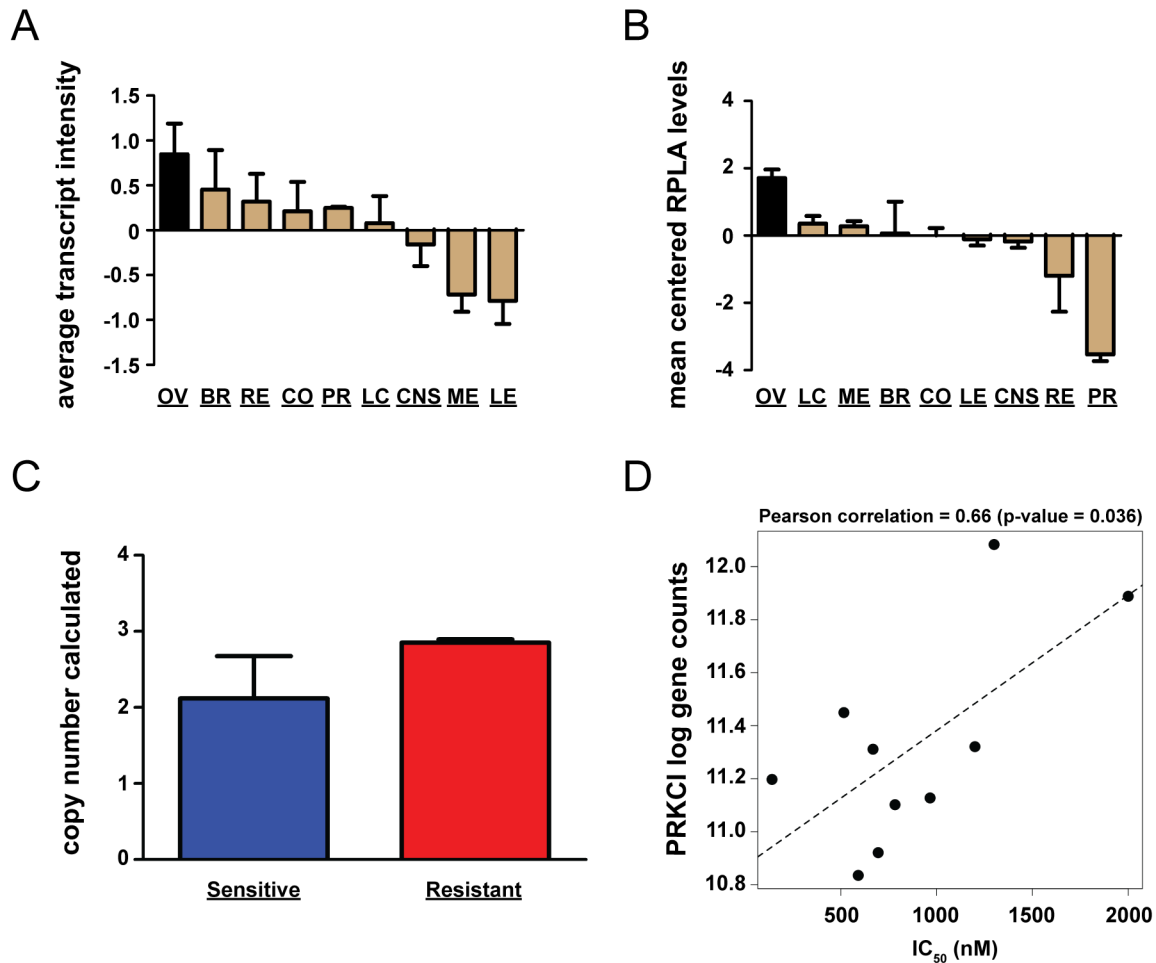 A
average transcript intensity
1.5
1.0
0.5
0
-0.5
-1.0
-1.5
OV BR RE CO PR LC CNS ME LE
B
mean centered RPLA levels
4
2
0
-2
-4
OV LC ME BR CO LE CNS RE PR
C
copy number calculated
4
3
2
1
0
Sensitive Resistant
D
Pearson correlation = 0.66 (p-value = 0.036)
PRKCI log gene counts
12.0
11.8
11.6
11.4
11.2
11.0
10.8
500 1000 1500 2000
IC50 (nM)